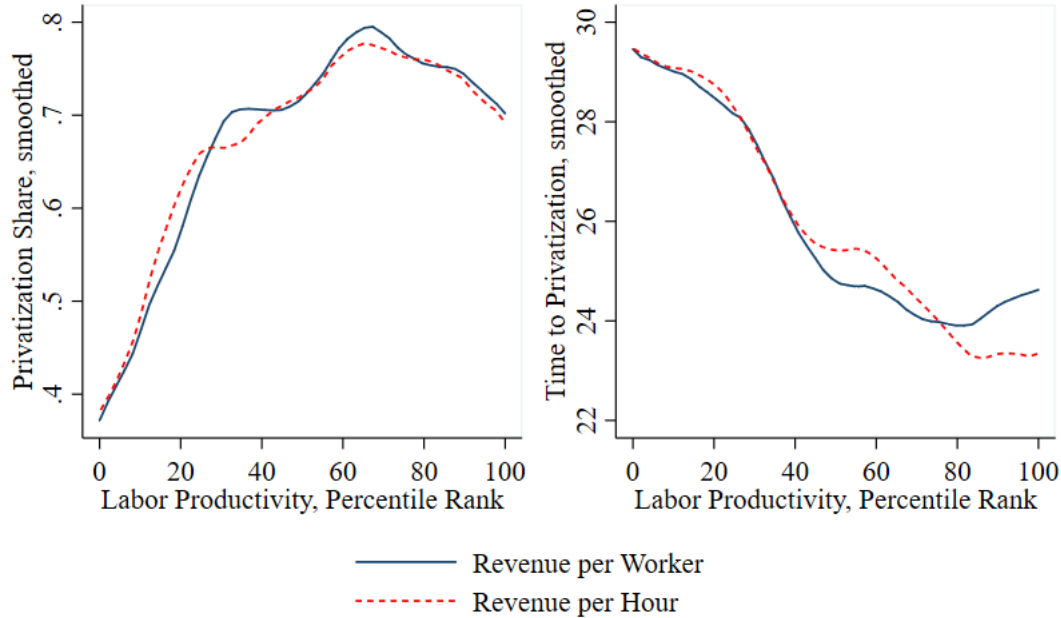 Privatization Share, smoothed
.8
.7
.6
.5
.4
0 20 40 60 80 100
Labor Productivity, Percentile Rank
Time to Privatization, smoothed
30
28
26
24
22
0 20 40 60 80 100
Labor Productivity, Percentile Rank
Revenue per Worker
Revenue per Hour